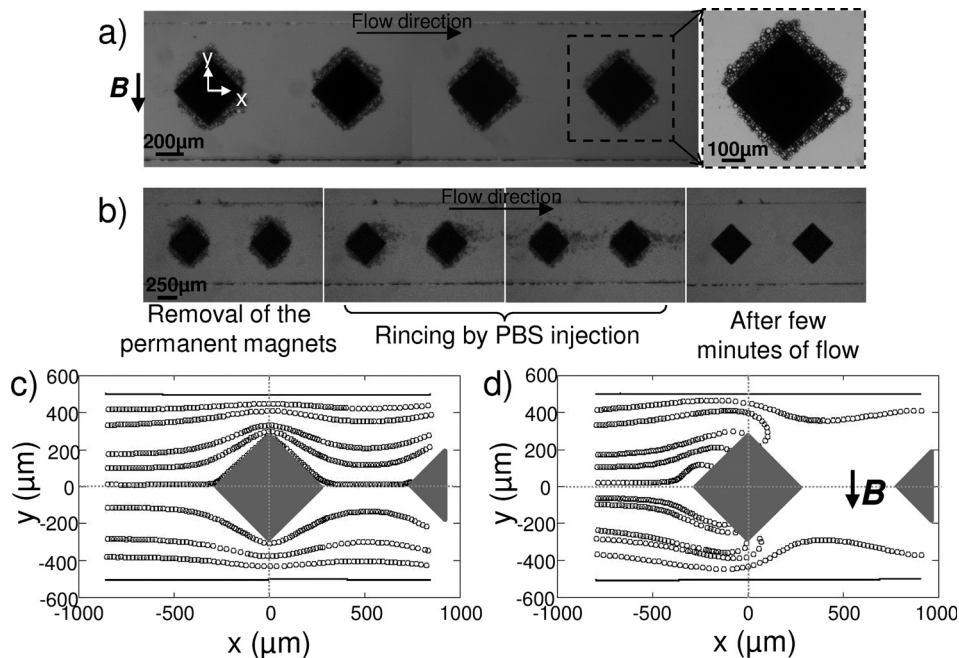 a)
Flow direction
B
y
x
200µm
100µm
b)
Flow direction
250µm
Removal of the
permanent magnets
Rincing by PBS injection
After few
minutes of flow
c)
600
400
200
0
-200
-400
-600
y (µm)
-1000
-500
0
500
1000
x (µm)
d)
600
400
200
0
-200
-400
-600
y (µm)
B
-1000
-500
0
500
1000
x (µm)